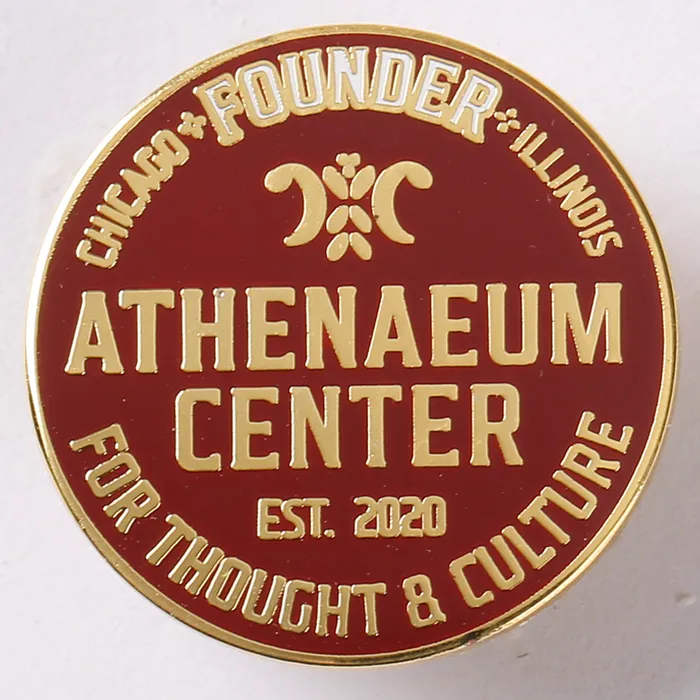 CHICAGO FOUNDER ILLINOIS
ATHENAEUM
CENTER
EST. 2020
FOR THOUGHT & CULTURE